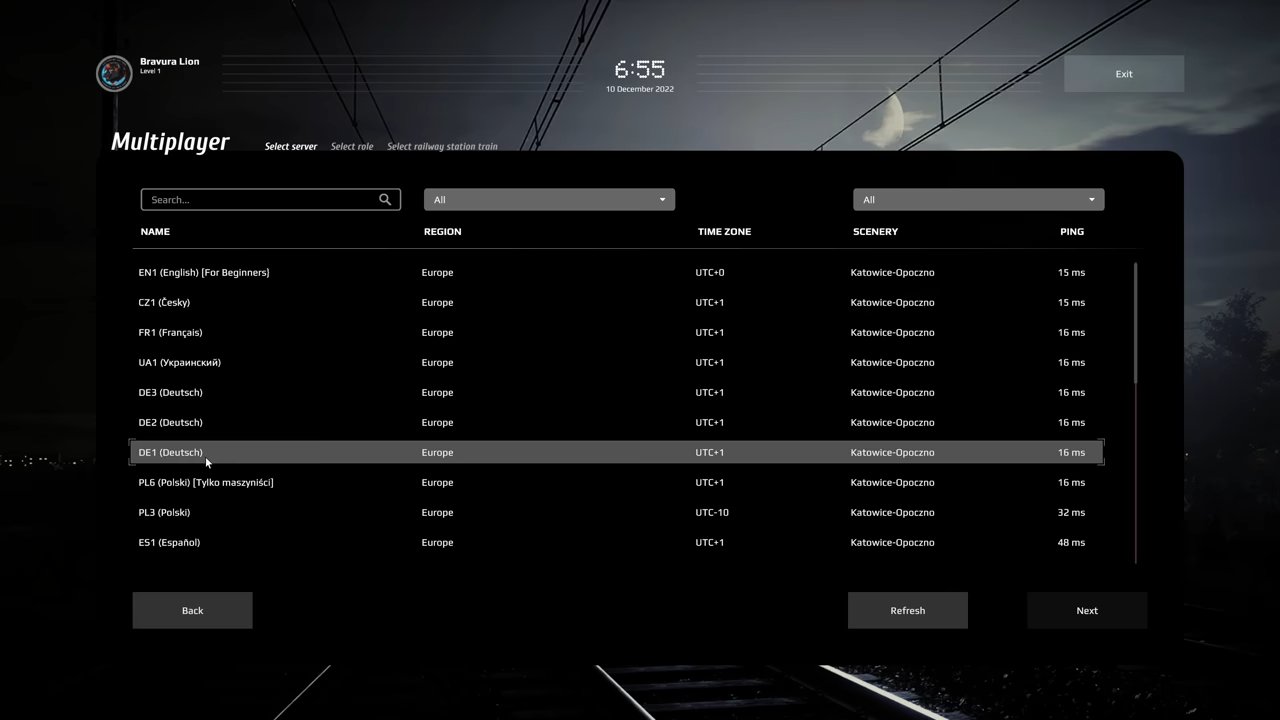 Bravura Lion
Level 1
6:55
10 December 2022
Exit
Multiplayer
Select server Select role Select railway station train
Search... All All
NAME REGION TIME ZONE SCENERY PING
EN1 (English) [For Beginners] Europe UTC+0 Katowice-Opoczno 15 ms
CZ1 (Česky) Europe UTC+1 Katowice-Opoczno 15 ms
FR1 (Français) Europe UTC+1 Katowice-Opoczno 16 ms
UA1 (Украинский) Europe UTC+1 Katowice-Opoczno 16 ms
DE3 (Deutsch) Europe UTC+1 Katowice-Opoczno 16 ms
DE2 (Deutsch) Europe UTC+1 Katowice-Opoczno 16 ms
DE1 (Deutsch) Europe UTC+1 Katowice-Opoczno 16 ms
PL6 (Polski) [Tylko maszyniści] Europe UTC+1 Katowice-Opoczno 16 ms
PL3 (Polski) Europe UTC-10 Katowice-Opoczno 32 ms
ES1 (Español) Europe UTC+1 Katowice-Opoczno 48 ms
Back Refresh Next